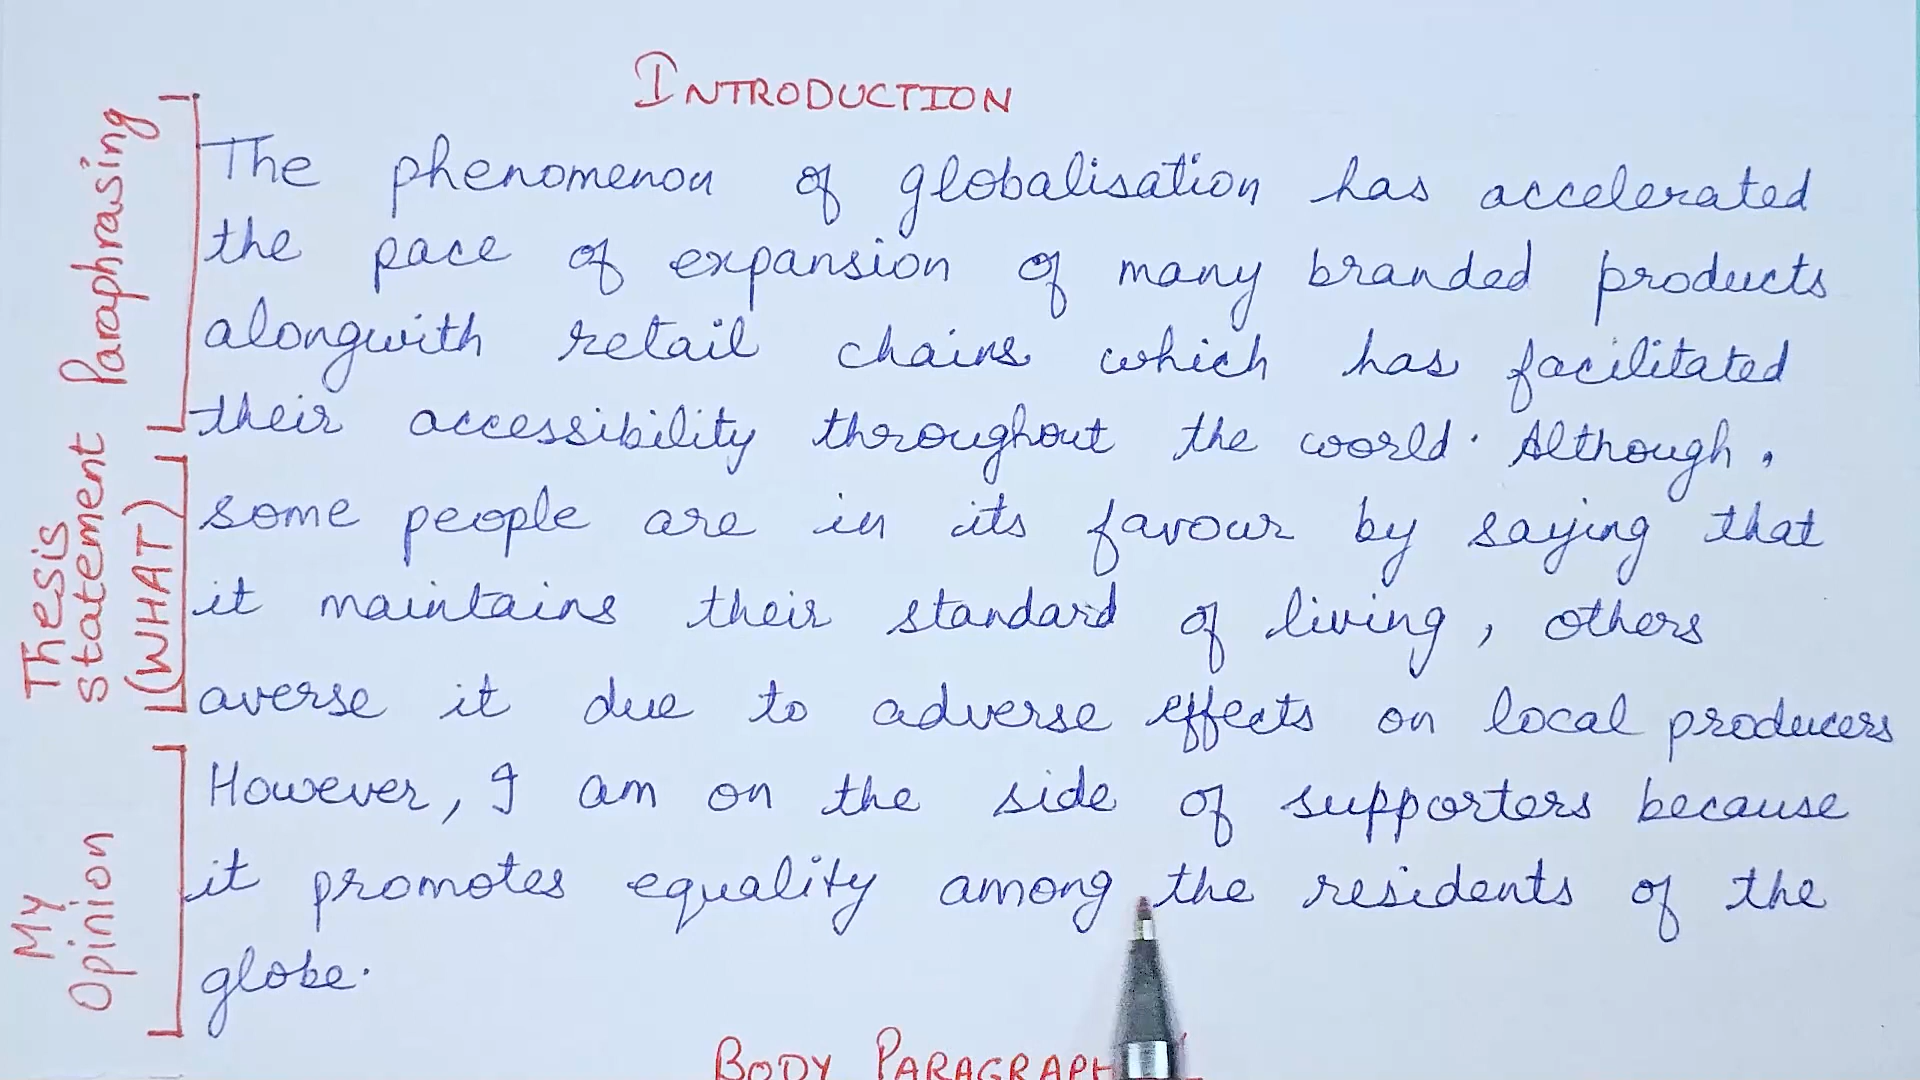 INTRODUCTION
Paraphrasing
The phenomenon of globalisation has accelerated
the pace of expansion of many branded products
alongwith retail chains which has facilitated
their accessibility throughout the world. Although,
Thesis
statement
(WHAT)
some people are in its favour by saying that
it maintains their standard of living, others
averse it due to adverse effects on local producers
My
Opinion
However, I am on the side of supporters because
it promotes equality among the residents of the
globe.
BODY PARAGRAPH